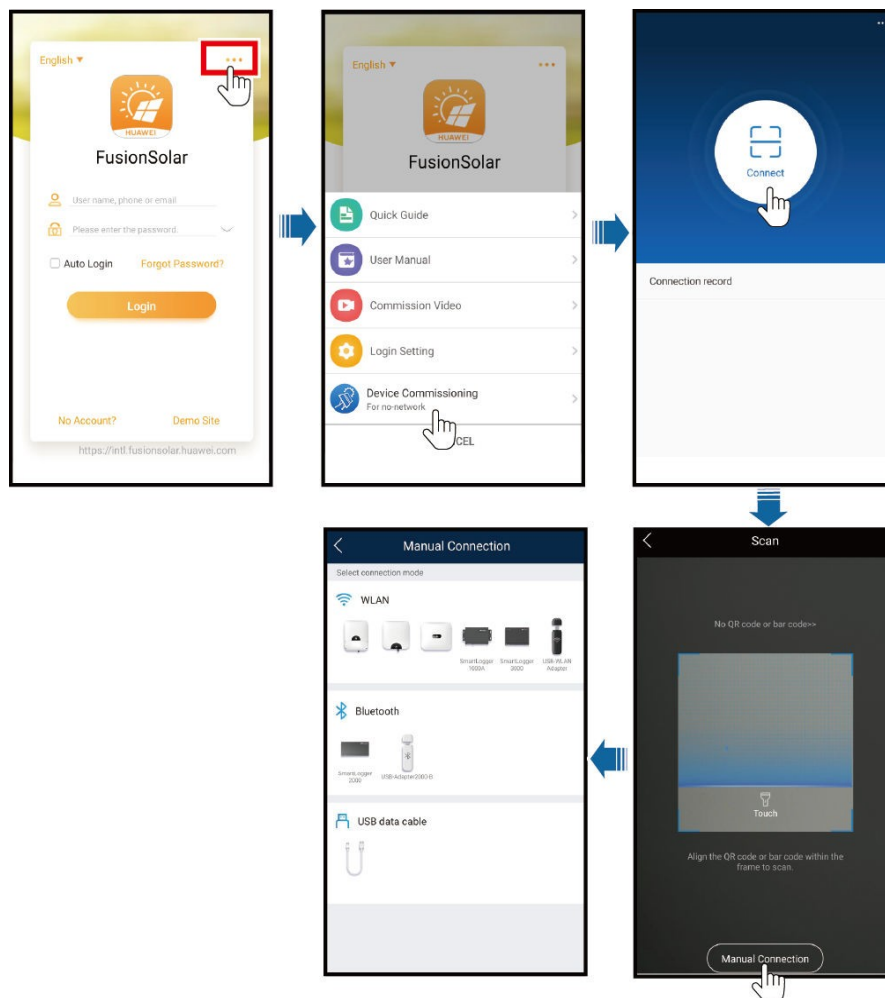 English ▼
•••
HUAWEI
FusionSolar
User name, phone or email
Please enter the password.
Auto Login Forgot Password?
Login
No Account? Demo Site
https://intl.fusionsolar.huawei.com
English ▼
•••
HUAWEI
FusionSolar
Quick Guide
User Manual
Commission Video
Login Setting
Device Commissioning
For no-network
CEL
Connect
Connection record
Scan
No QR code or bar code>>
Touch
Align the QR code or bar code within the
frame to scan.
Manual Connection
Manual Connection
Select connection mode
WLAN
SmartLogger SmartLogger USB-WLAN
1000A 3000 Adapter
Bluetooth
SmartLogger
2000
USB-Adapter2000-B
USB data cable